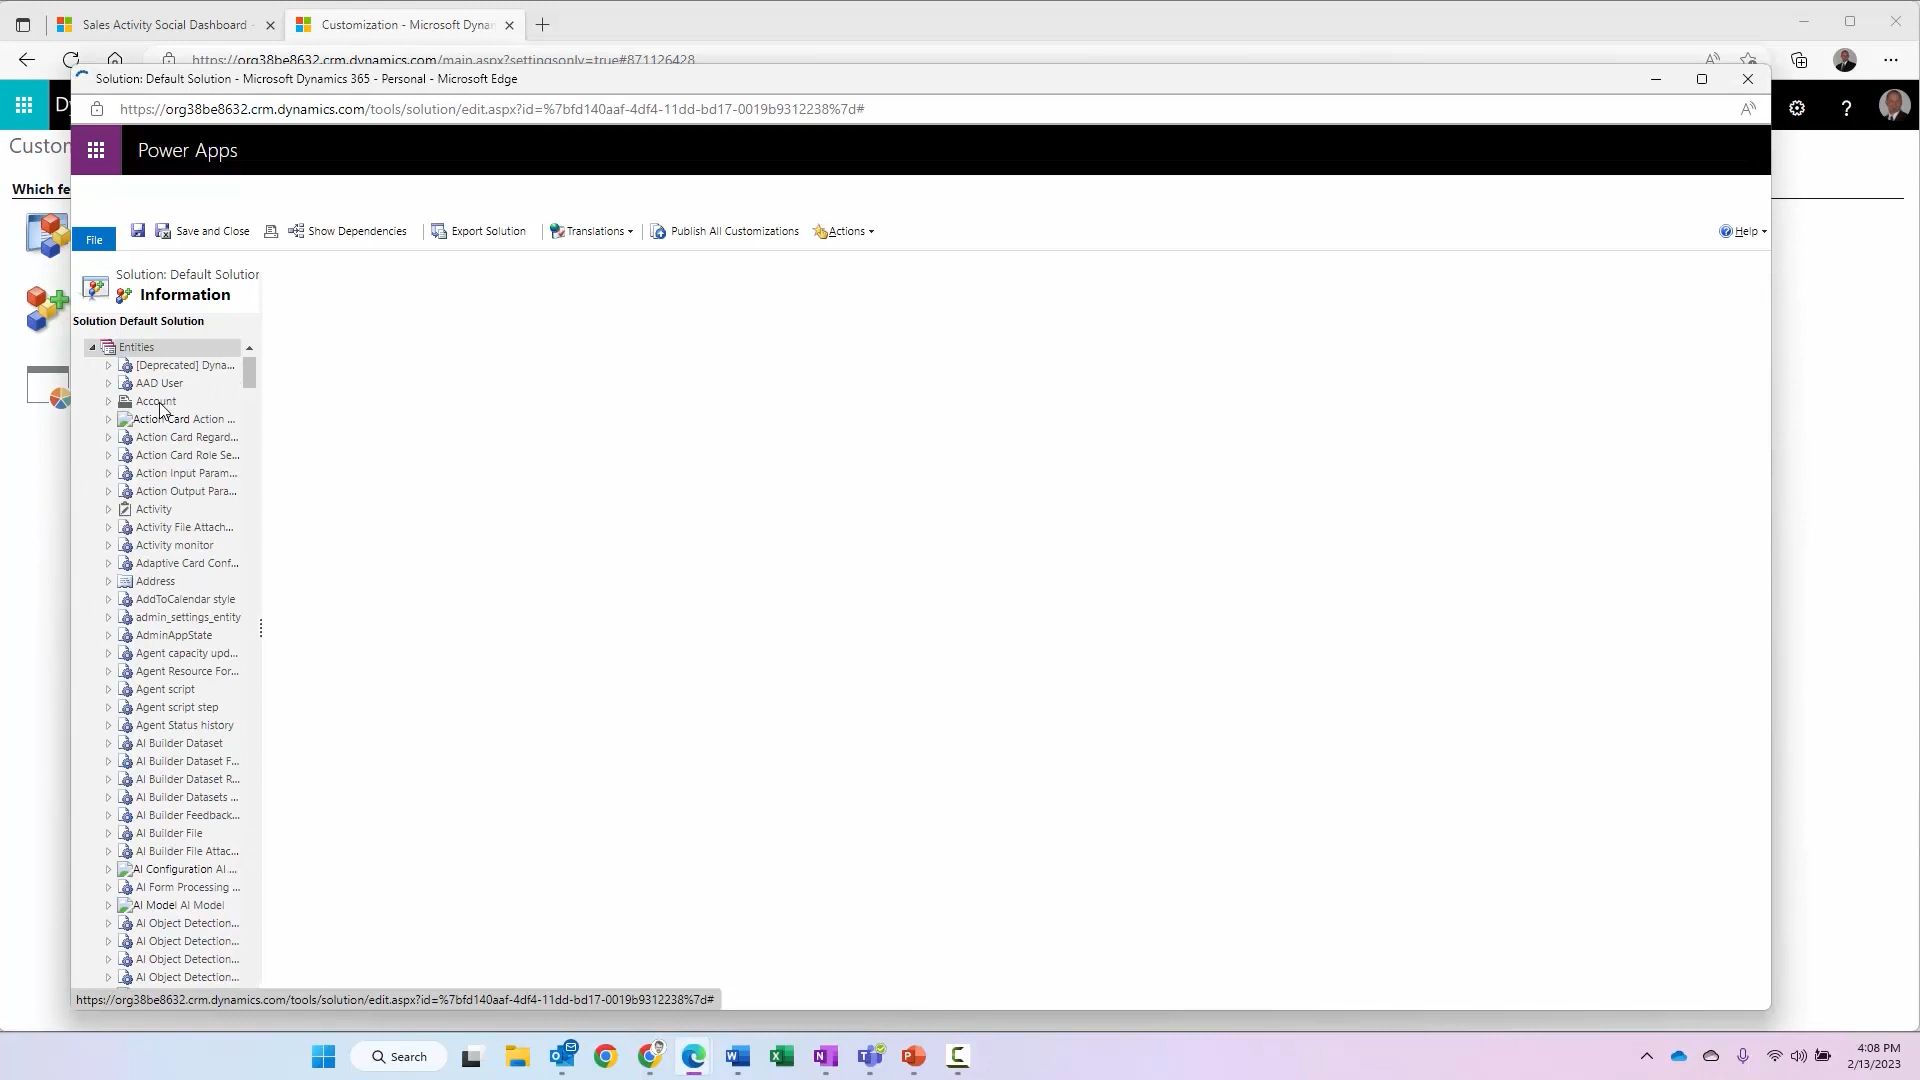 Sales Activity Social Dashboard -
Customization - Microsoft Dynan
https://org38be8632.crm.dynamics.com/main.aspx?settingsonly=true#871126428
Solution: Default Solution - Microsoft Dynamics 365 - Personal - Microsoft Edge
https://org38be8632.crm.dynamics.com/tools/solution/edit.aspx?id=%7bfd140aaf-4df4-11dd-bd17-0019b9312238%7d#
Custor
Which fe
Power Apps
File
Save and Close
Show Dependencies
Export Solution
Translations
Publish All Customizations
Actions
Help
Solution: Default Solution
Information
Solution Default Solution
Entities
[Deprecated] Dyna...
AAD User
Account
Action Card Action ...
Action Card Regard...
Action Card Role Se...
Action Input Param...
Action Output Para...
Activity
Activity File Attach...
Activity monitor
Adaptive Card Conf...
Address
AddToCalendar style
admin_settings_entity
AdminAppState
Agent capacity upd...
Agent Resource For...
Agent script
Agent script step
Agent Status history
AI Builder Dataset
AI Builder Dataset F...
AI Builder Dataset R...
AI Builder Datasets ...
AI Builder Feedback...
AI Builder File
AI Builder File Attac...
AI Configuration AI ...
AI Form Processing ...
AI Model AI Model
AI Object Detection...
AI Object Detection...
AI Object Detection...
AI Object Detection...
https://org38be8632.crm.dynamics.com/tools/solution/edit.aspx?id=%7bfd140aaf-4df4-11dd-bd17-0019b9312238%7d#
Search
4:08 PM
2/13/2023